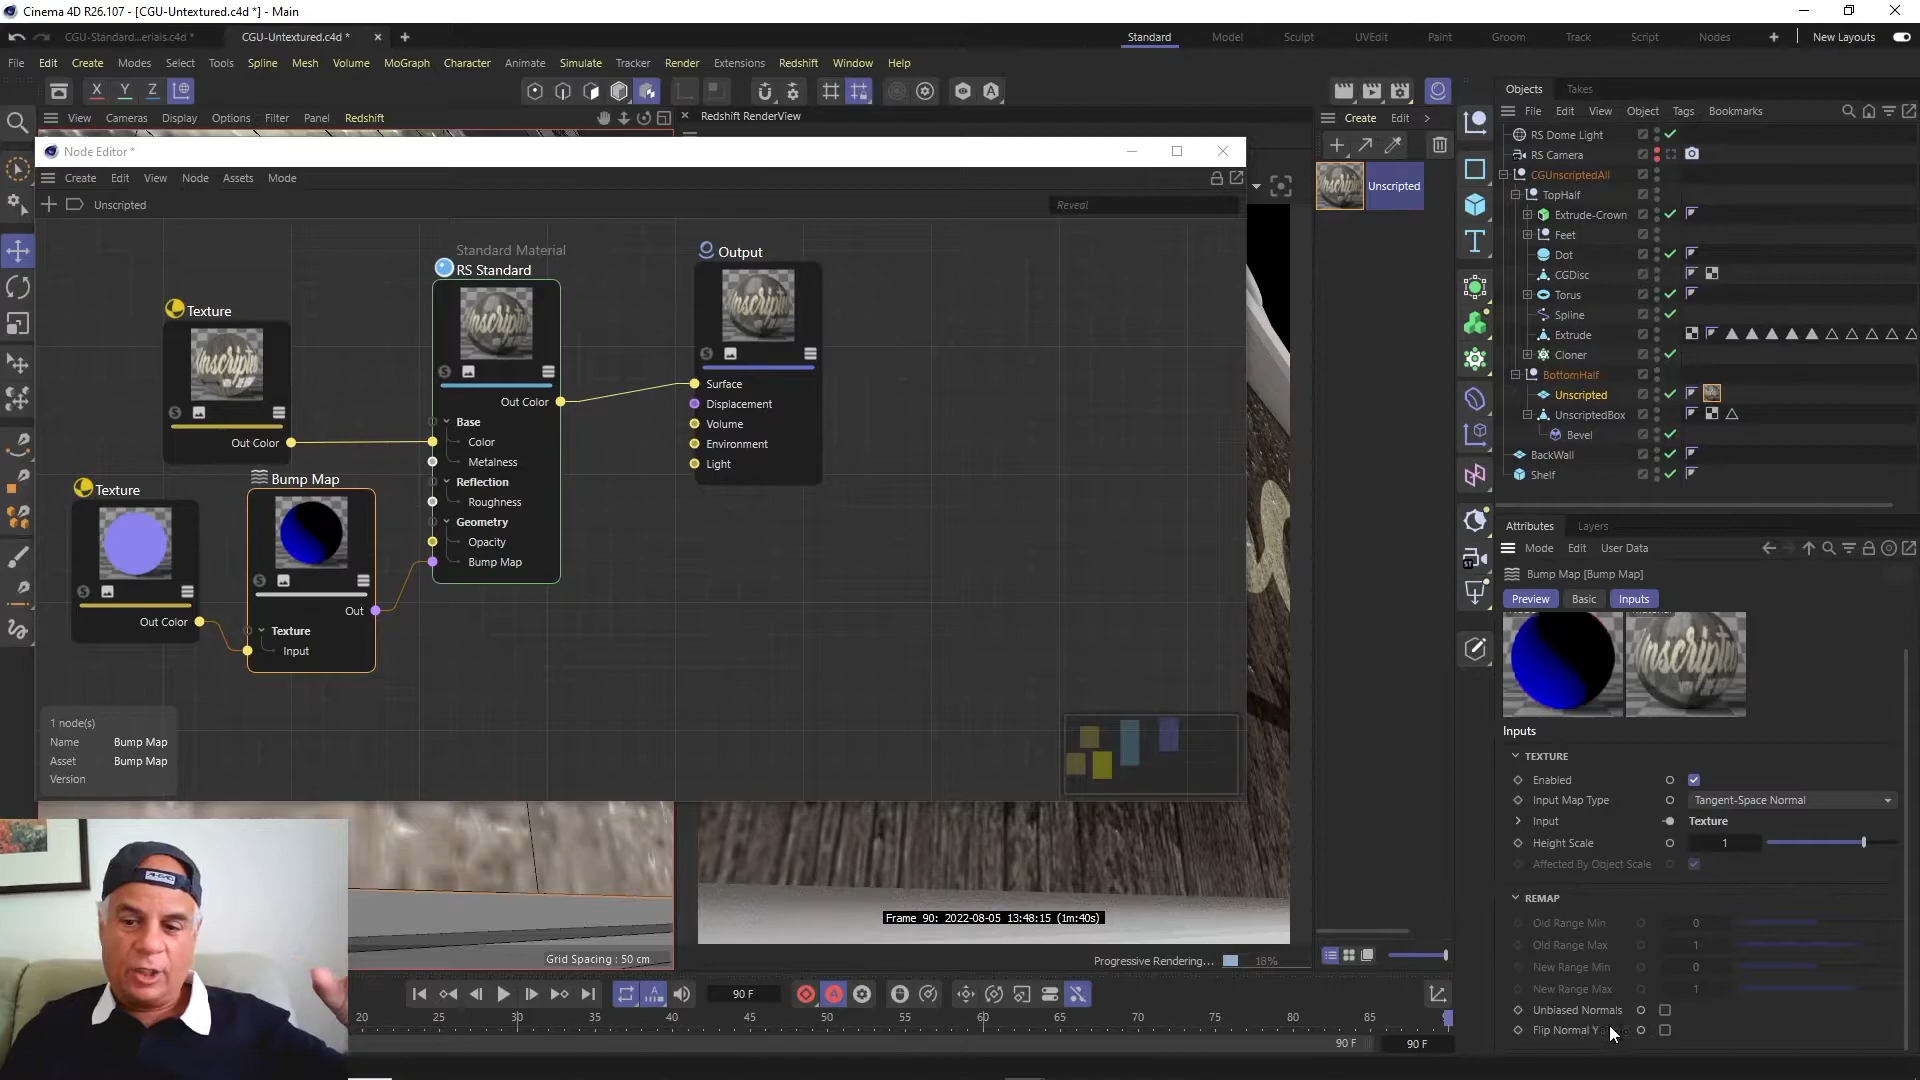 Cinema 4D R26.107 - [CGU-Untextured.c4d *] - Main
CGU-Standard...erials.c4d *
CGU-Untextured.c4d *
Standard
Model
Sculpt
UVEdit
Paint
Groom
Track
Script
Nodes
New Layouts
File
Edit
Create
Modes
Select
Tools
Spline
Mesh
Volume
MoGraph
Character
Animate
Simulate
Tracker
Render
Extensions
Redshift
Window
Help
X
Y
Z
View
Cameras
Display
Options
Filter
Panel
Redshift
Redshift RenderView
Node Editor *
Create
Edit
View
Node
Assets
Mode
Unscripted
Reveal
Standard Material
RS Standard
Out Color
Base
Color
Metalness
Reflection
Roughness
Geometry
Opacity
Bump Map
Output
Surface
Displacement
Volume
Environment
Light
Texture
Out Color
Texture
Out Color
Bump Map
Out
Texture
Input
1 node(s)
Name Bump Map
Asset Bump Map
Version
Create
Edit
Unscripted
Objects
Takes
File
Edit
View
Object
Tags
Bookmarks
RS Dome Light
RS Camera
CGUnscriptedAll
TopHalf
Extrude-Crown
Feet
Dot
CGDisc
Torus
Spline
Extrude
Cloner
BottomHalf
Unscripted
UnscriptedBox
Bevel
BackWall
Shelf
Attributes
Layers
Mode
Edit
User Data
Bump Map [Bump Map]
Preview
Basic
Inputs
Inputs
TEXTURE
Enabled
Input Map Type Tangent-Space Normal
Input Texture
Height Scale 1
Affected By Object Scale
REMAP
Old Range Min 0
Old Range Max 1
New Range Min 0
New Range Max 1
Unbiased Normals
Flip Normal Y
Frame 90: 2022-08-05 13:48:15 (1m:40s)
Grid Spacing : 50 cm
Progressive Rendering... 18%
90 F
20 25 30 35 40 45 50 55 60 65 70 75 80 85
90 F
90 F